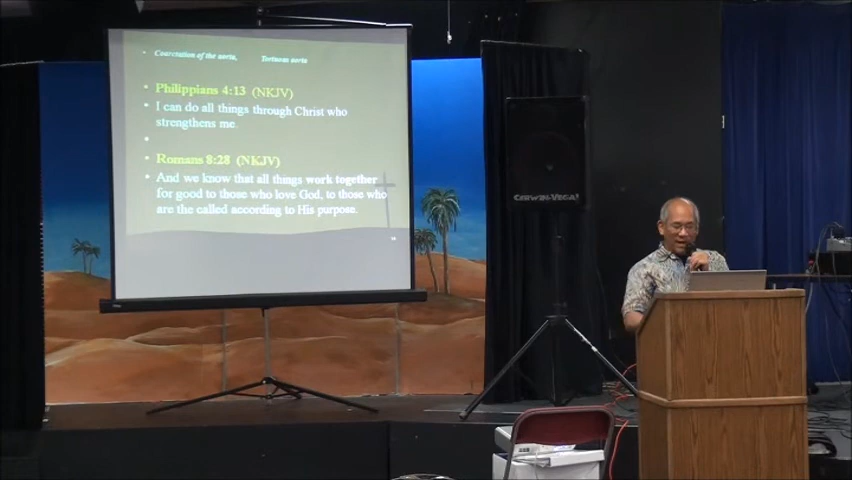 • Coarctation of the aorta, Tortuous aorta
• Philippians 4:13 (NKJV)
• I can do all things through Christ who
strengthens me.
•
• Romans 8:28 (NKJV)
• And we know that all things work together
for good to those who love God, to those who
are the called according to His purpose.
CERWIN-VEGA!